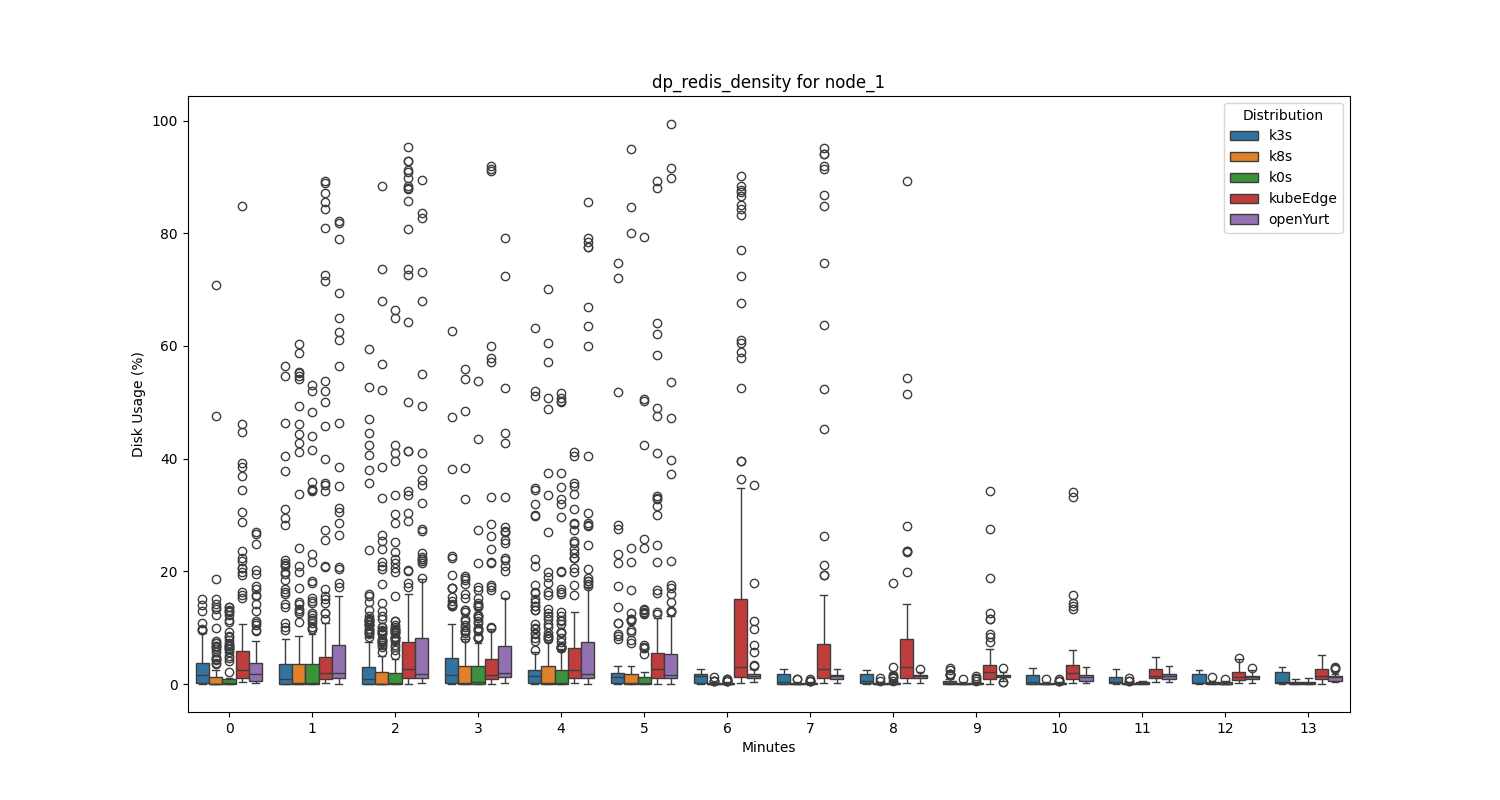 dp_redis_density for node_1
Distribution
k3s
k8s
k0s
kubeEdge
openYurt
Disk Usage (%)
100
80
60
40
20
0
0 1 2 3 4 5 6 7 8 9 10 11 12 13
Minutes